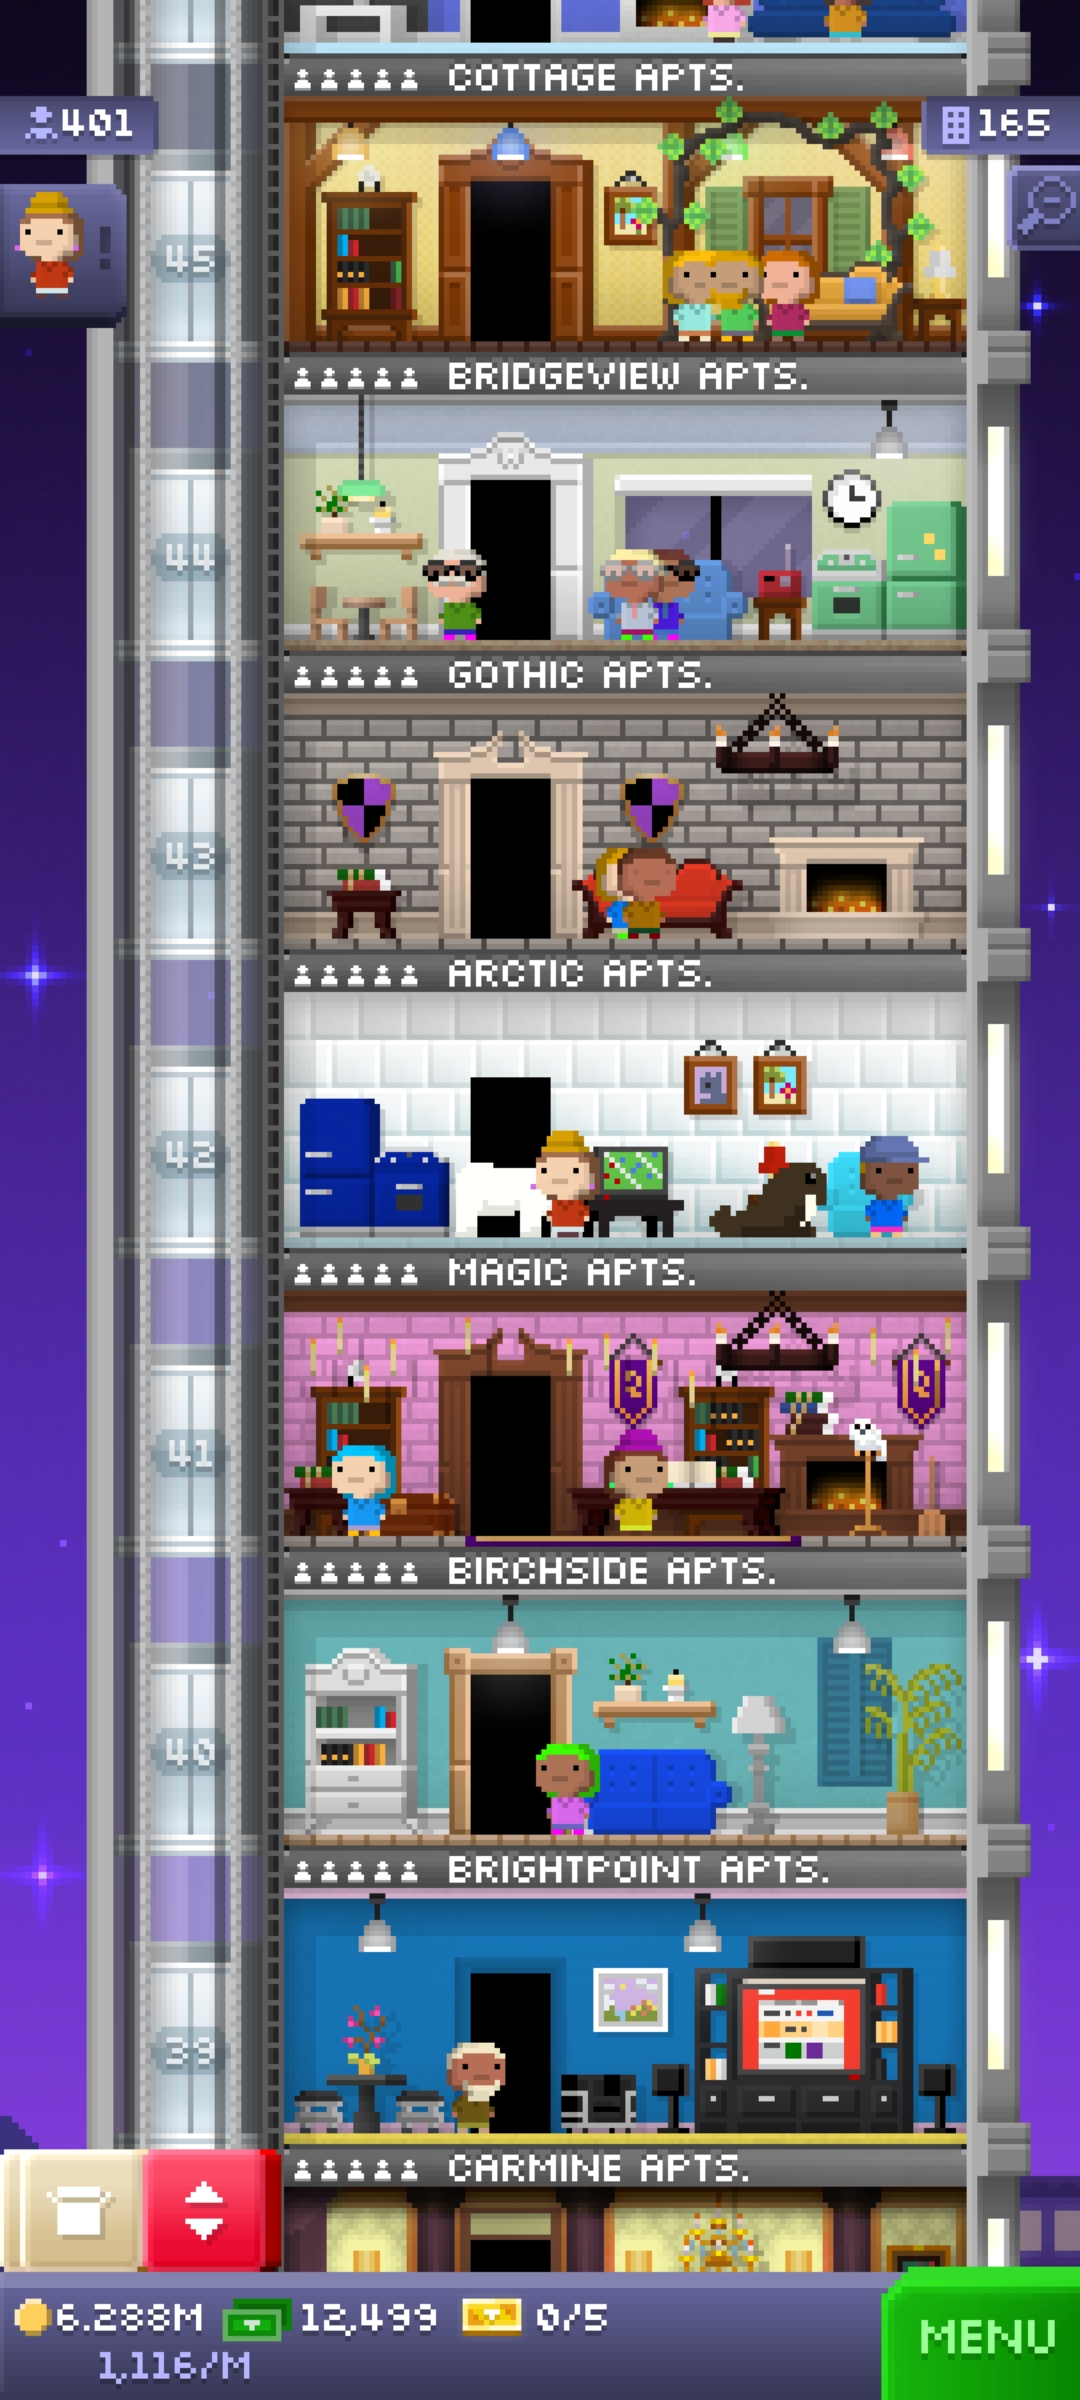 COTTAGE APTS.
401
165
45
BRIDGEVIEW APTS.
44
GOTHIC APTS.
43
ARCTIC APTS.
42
MAGIC APTS.
41
BIRCHSIDE APTS.
40
BRIGHTPOINT APTS.
39
CARMINE APTS.
6.288M
12,499
0/5
1,116/M
MENU